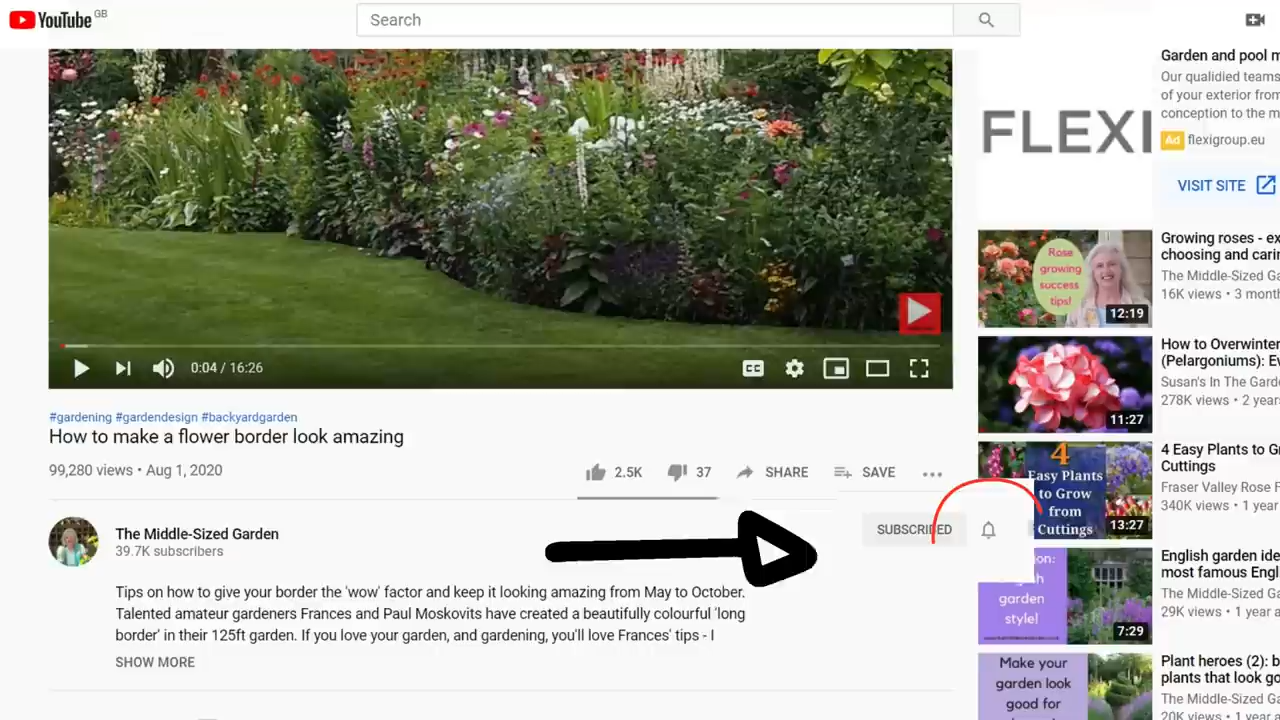 YouTube GB
Search
Garden and pool m
Our qualidied teams
of your exterior from
conception to the m
Ad flexigroup.eu
FLEXI
VISIT SITE
0:04 / 16:26
CC
#gardening #gardendesign #backyardgarden
How to make a flower border look amazing
99,280 views • Aug 1, 2020
2.5K 37 SHARE SAVE
The Middle-Sized Garden
39.7K subscribers
SUBSCRIBED
Tips on how to give your border the 'wow' factor and keep it looking amazing from May to October.
Talented amateur gardeners Frances and Paul Moskovits have created a beautifully colourful 'long
border' in their 125ft garden. If you love your garden, and gardening, you'll love Frances' tips - I
SHOW MORE
Rose
growing
success
tips!
12:19
Growing roses - ex
choosing and carin
The Middle-Sized Ga
16K views • 3 month
11:27
How to Overwinter
(Pelargoniums): Ev
Susan's In The Garde
278K views • 2 years
4
Easy Plants
to Grow
from
Cuttings
13:27
4 Easy Plants to Gr
Cuttings
Fraser Valley Rose F
340K views • 1 year
garden
style!
7:29
English garden ide
most famous Engl
The Middle-Sized Ga
29K views • 1 year a
Make your
garden look
good for
Plant heroes (2): b
plants that look go
The Middle-Sized Ga
20K views • 1 year a